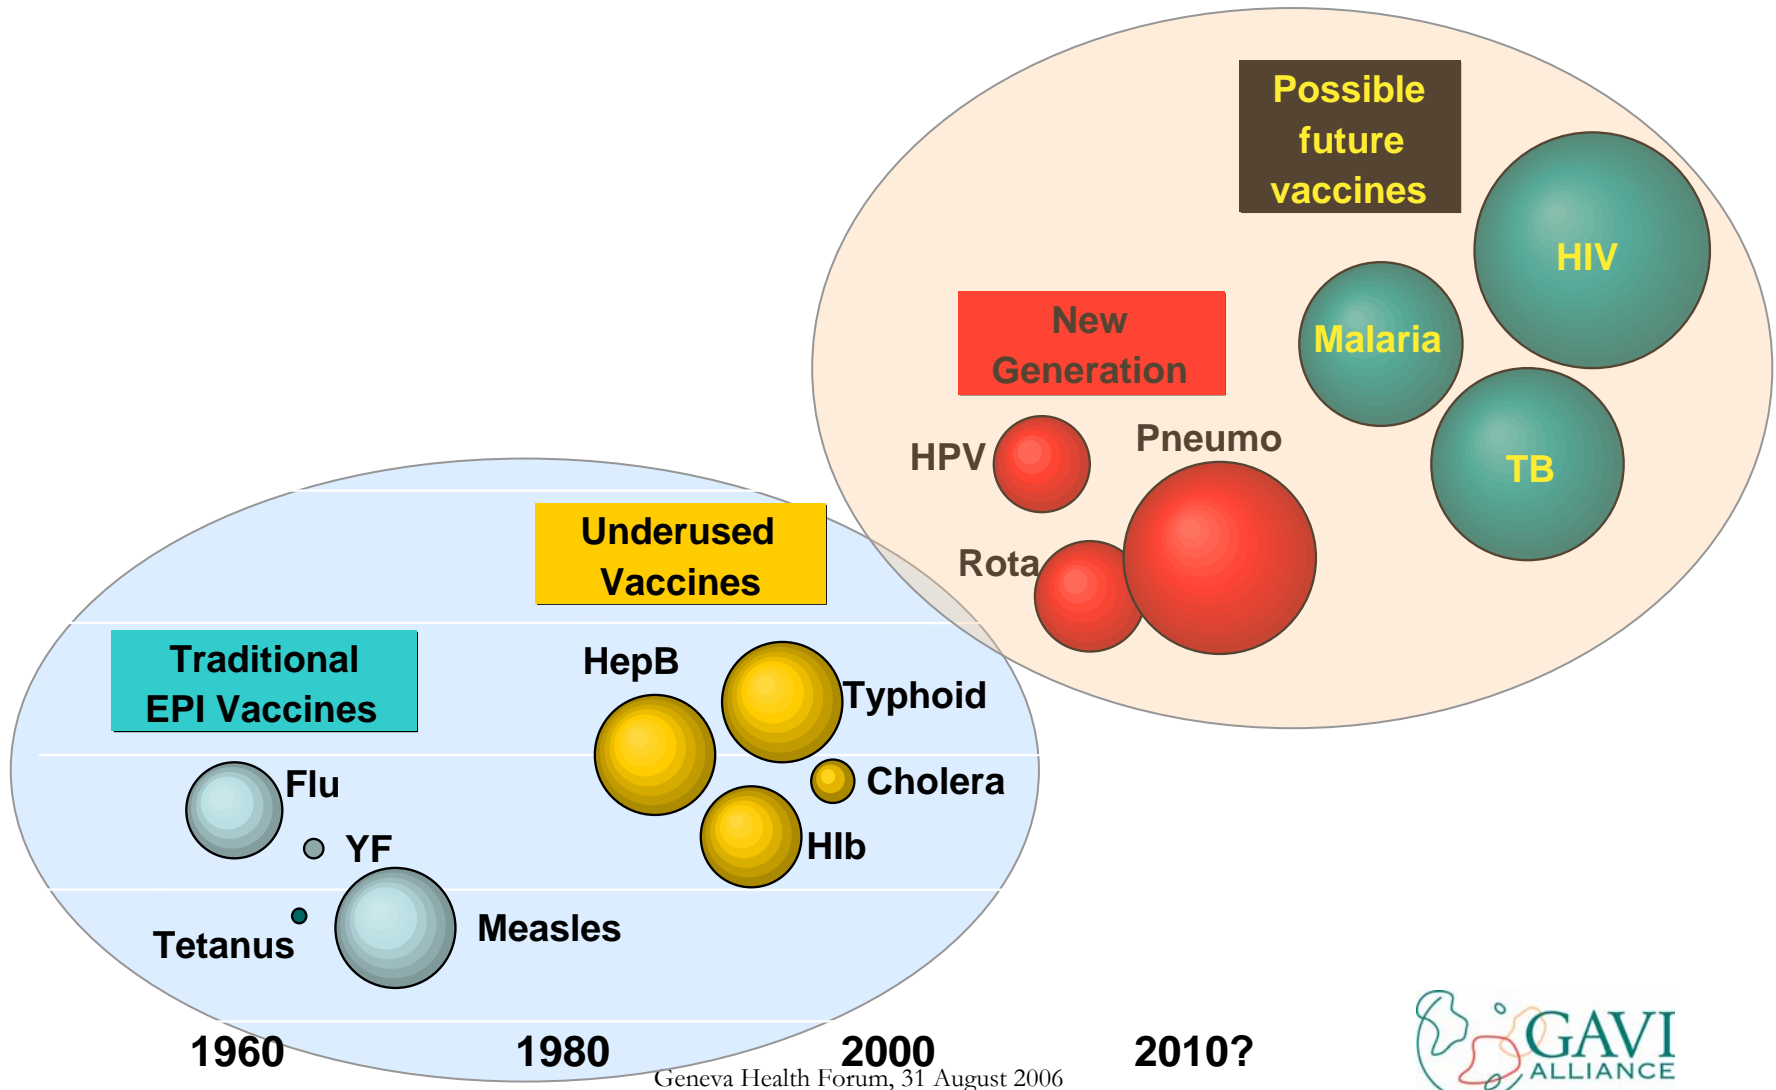 Possible
future
vaccines
HIV
New
Generation
Malaria
HPV
Pneumo
TB
Underused
Vaccines
Rota
Traditional
EPI Vaccines
HepB
Typhoid
Flu
Cholera
YF
HIb
Tetanus
Measles
1960 1980 2000 2010?
Geneva Health Forum, 31 August 2006
GAVI
ALLIANCE